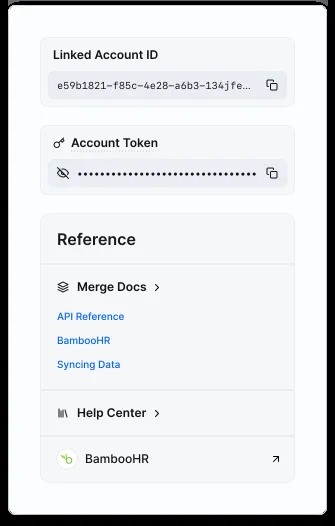 Linked Account ID
e59b1821-f85c-4e28-a6b3-134jfe...
Account Token
••••••••••••••••••••••••••••••••
Reference
Merge Docs
API Reference
BambooHR
Syncing Data
Help Center
BambooHR